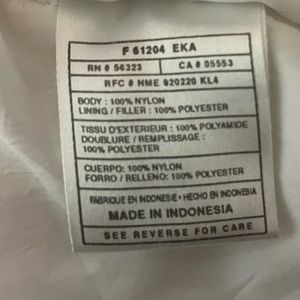 F 61204 EKA
RN # 56323 CA # 05553
RFC # NME 920220 KL4
BODY : 100% NYLON
LINING / FILLER : 100% POLYESTER
TISSU D'EXTERIEUR : 100% POLYAMIDE
DOUBLURE / REMPLISSAGE :
100% POLYESTER
CUERPO: 100% NYLON
FORRO / RELLENO: 100% POLYESTER
FABRIQUE EN INDONESIE • HECHO EN INDONESIA
MADE IN INDONESIA
SEE REVERSE FOR CARE